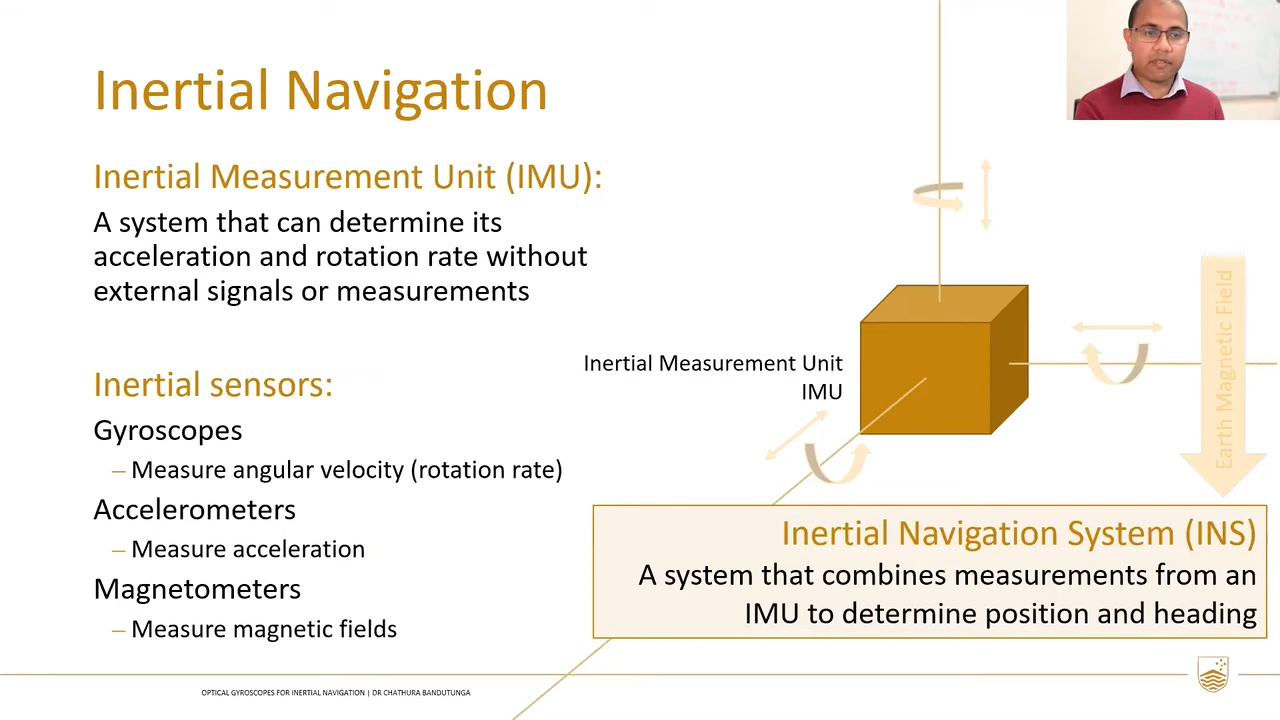 Inertial Navigation
Inertial Measurement Unit (IMU):
A system that can determine its
acceleration and rotation rate without
external signals or measurements
Inertial sensors:
Gyroscopes
– Measure angular velocity (rotation rate)
Accelerometers
– Measure acceleration
Magnetometers
– Measure magnetic fields
Inertial Measurement Unit
IMU
Earth Magnetic Field
Inertial Navigation System (INS)
A system that combines measurements from an
IMU to determine position and heading
OPTICAL GYROSCOPES FOR INERTIAL NAVIGATION | DR CHATHURA BANDUTUNGA